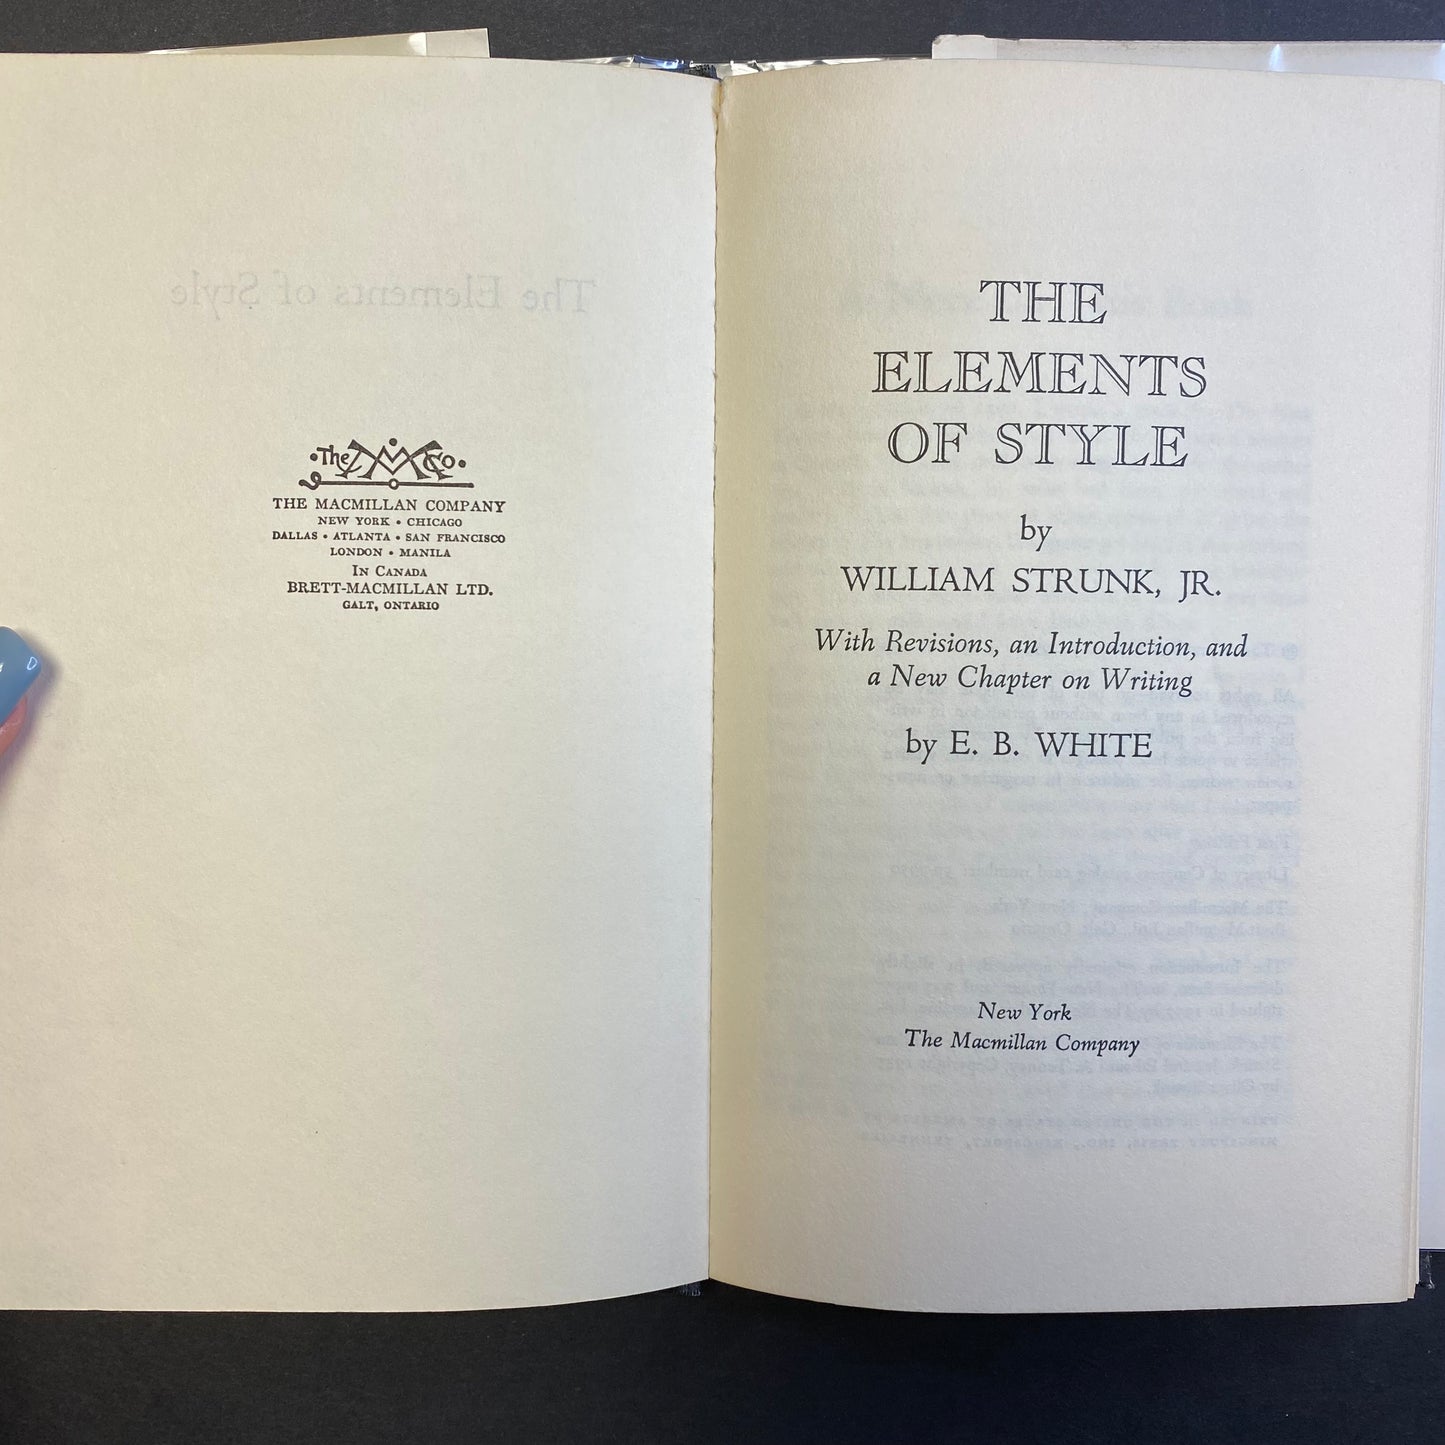 The Elements of Style
The M Co.
THE MACMILLAN COMPANY
NEW YORK • CHICAGO
DALLAS • ATLANTA • SAN FRANCISCO
LONDON • MANILA
IN CANADA
BRETT-MACMILLAN LTD.
GALT, ONTARIO
THE
ELEMENTS
OF STYLE
by
WILLIAM STRUNK, JR.
With Revisions, an Introduction, and
a New Chapter on Writing
by E. B. WHITE
New York
The Macmillan Company